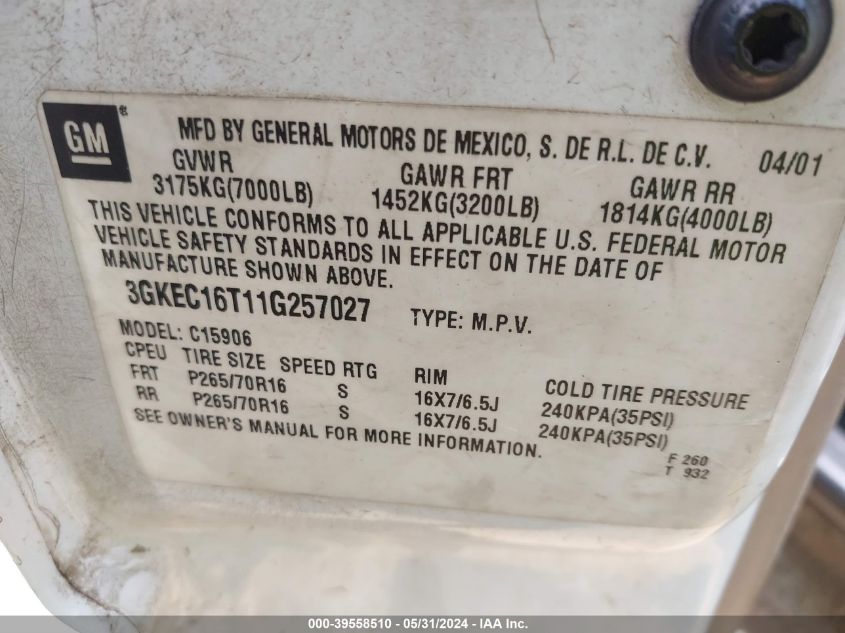 GM®
MFD BY GENERAL MOTORS DE MEXICO, S. DE R.L. DE C.V. 04/01
GVWR GAWR FRT GAWR RR
3175KG(7000LB) 1452KG(3200LB) 1814KG(4000LB)
THIS VEHICLE CONFORMS TO ALL APPLICABLE U.S. FEDERAL MOTOR
VEHICLE SAFETY STANDARDS IN EFFECT ON THE DATE OF
MANUFACTURE SHOWN ABOVE.
3GKEC16T11G257027 TYPE: M.P.V.
MODEL: C15906
CPEU TIRE SIZE SPEED RTG RIM COLD TIRE PRESSURE
FRT P265/70R16 S 16X7/6.5J 240KPA(35PSI)
RR P265/70R16 S 16X7/6.5J 240KPA(35PSI)
SEE OWNER'S MANUAL FOR MORE INFORMATION.
F 260
T 932
000-39558510 - 05/31/2024 - IAA Inc.